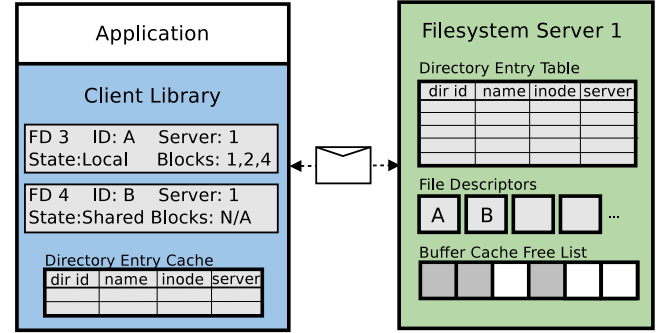 Application
Client Library
FD 3 ID: A Server: 1
State:Local Blocks: 1,2,4
FD 4 ID: B Server: 1
State:Shared Blocks: N/A
Directory Entry Cache
dir id name inode server
Filesystem Server 1
Directory Entry Table
dir id name inode server
File Descriptors
A B ...
Buffer Cache Free List